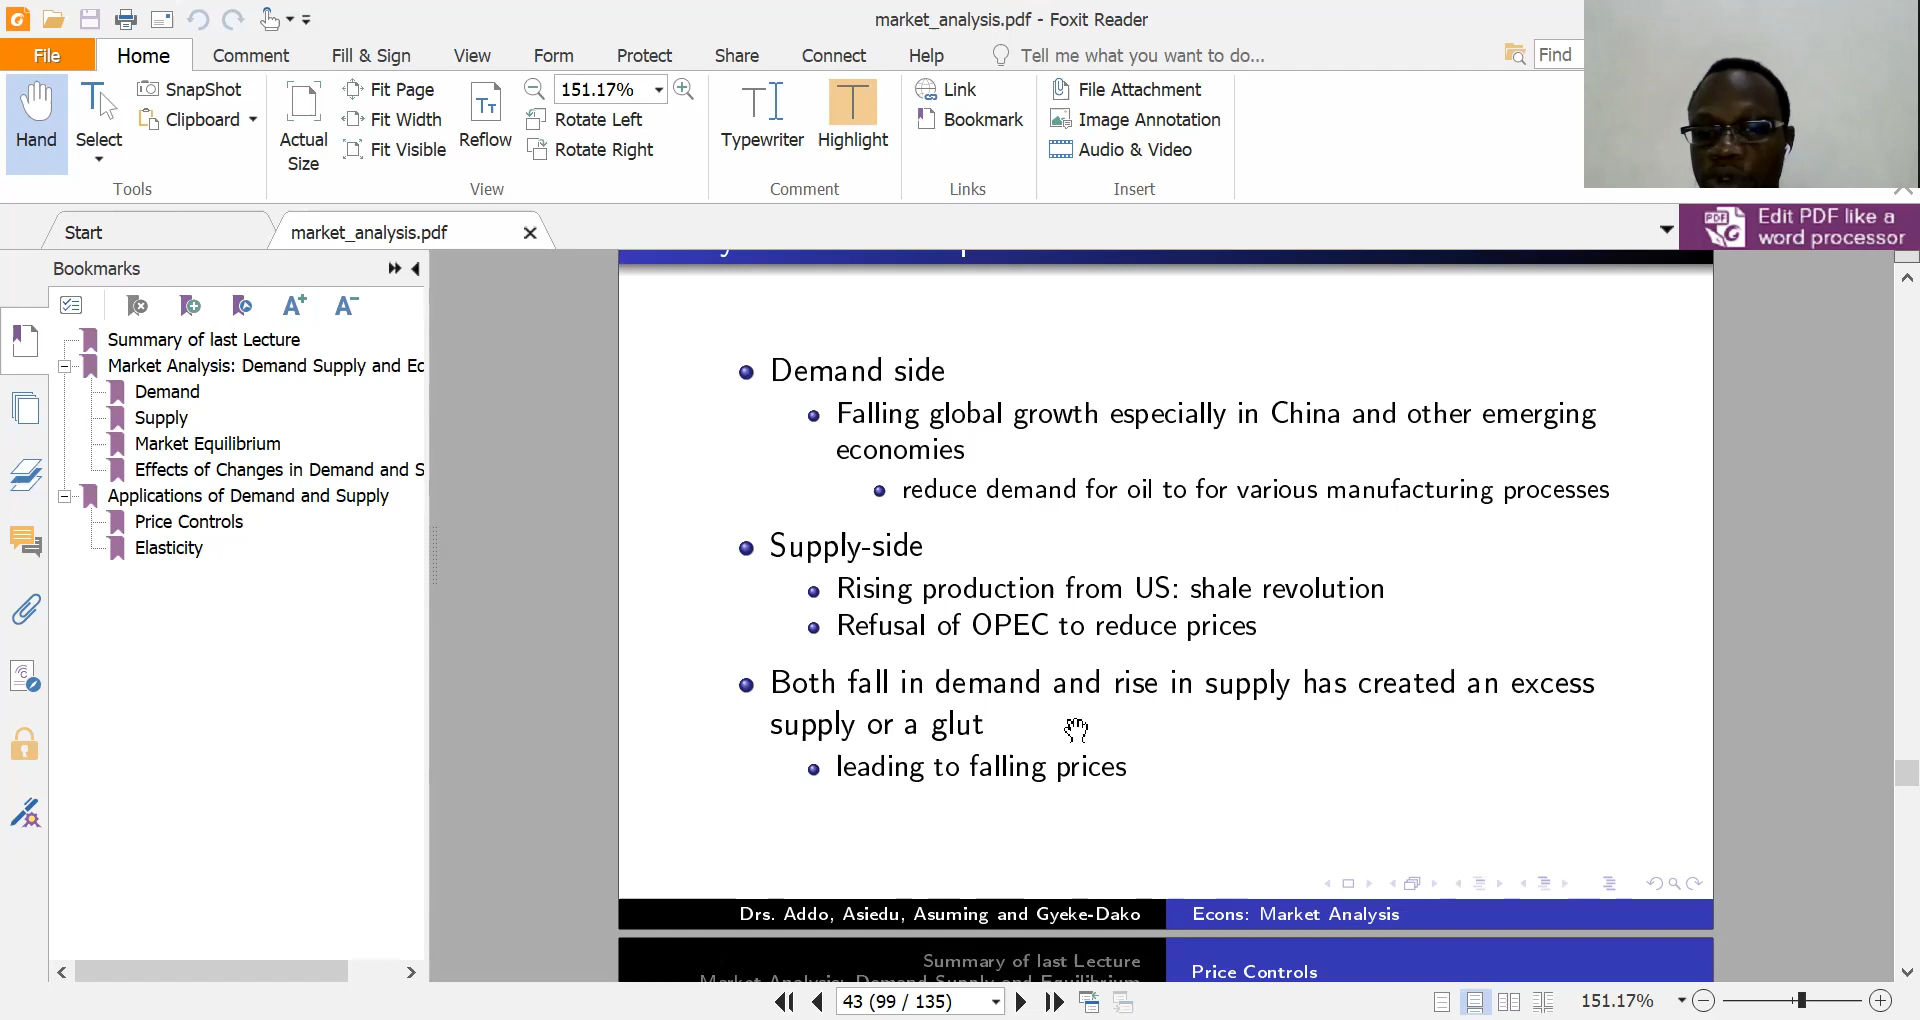 market_analysis.pdf - Foxit Reader
File Home Comment Fill & Sign View Form Protect Share Connect Help Tell me what you want to do... Find
Hand
Select
SnapShot
Clipboard
Tools
Actual
Size
Fit Page
Fit Width
Fit Visible
Reflow
151.17%
Rotate Left
Rotate Right
View
Typewriter
Highlight
Comment
Link
Bookmark
Links
File Attachment
Image Annotation
Audio & Video
Insert
Start
market_analysis.pdf
PDF
Edit PDF like a
word processor
Bookmarks
Summary of last Lecture
Market Analysis: Demand Supply and Ec
Demand
Supply
Market Equilibrium
Effects of Changes in Demand and S
Applications of Demand and Supply
Price Controls
Elasticity
Demand side
Falling global growth especially in China and other emerging
economies
reduce demand for oil to for various manufacturing processes
Supply-side
Rising production from US: shale revolution
Refusal of OPEC to reduce prices
Both fall in demand and rise in supply has created an excess
supply or a glut
leading to falling prices
Drs. Addo, Asiedu, Asuming and Gyeke-Dako
Econs: Market Analysis
Summary of last Lecture
Market Analysis: Demand Supply and Equilibrium
Price Controls
43 (99 / 135)
151.17%